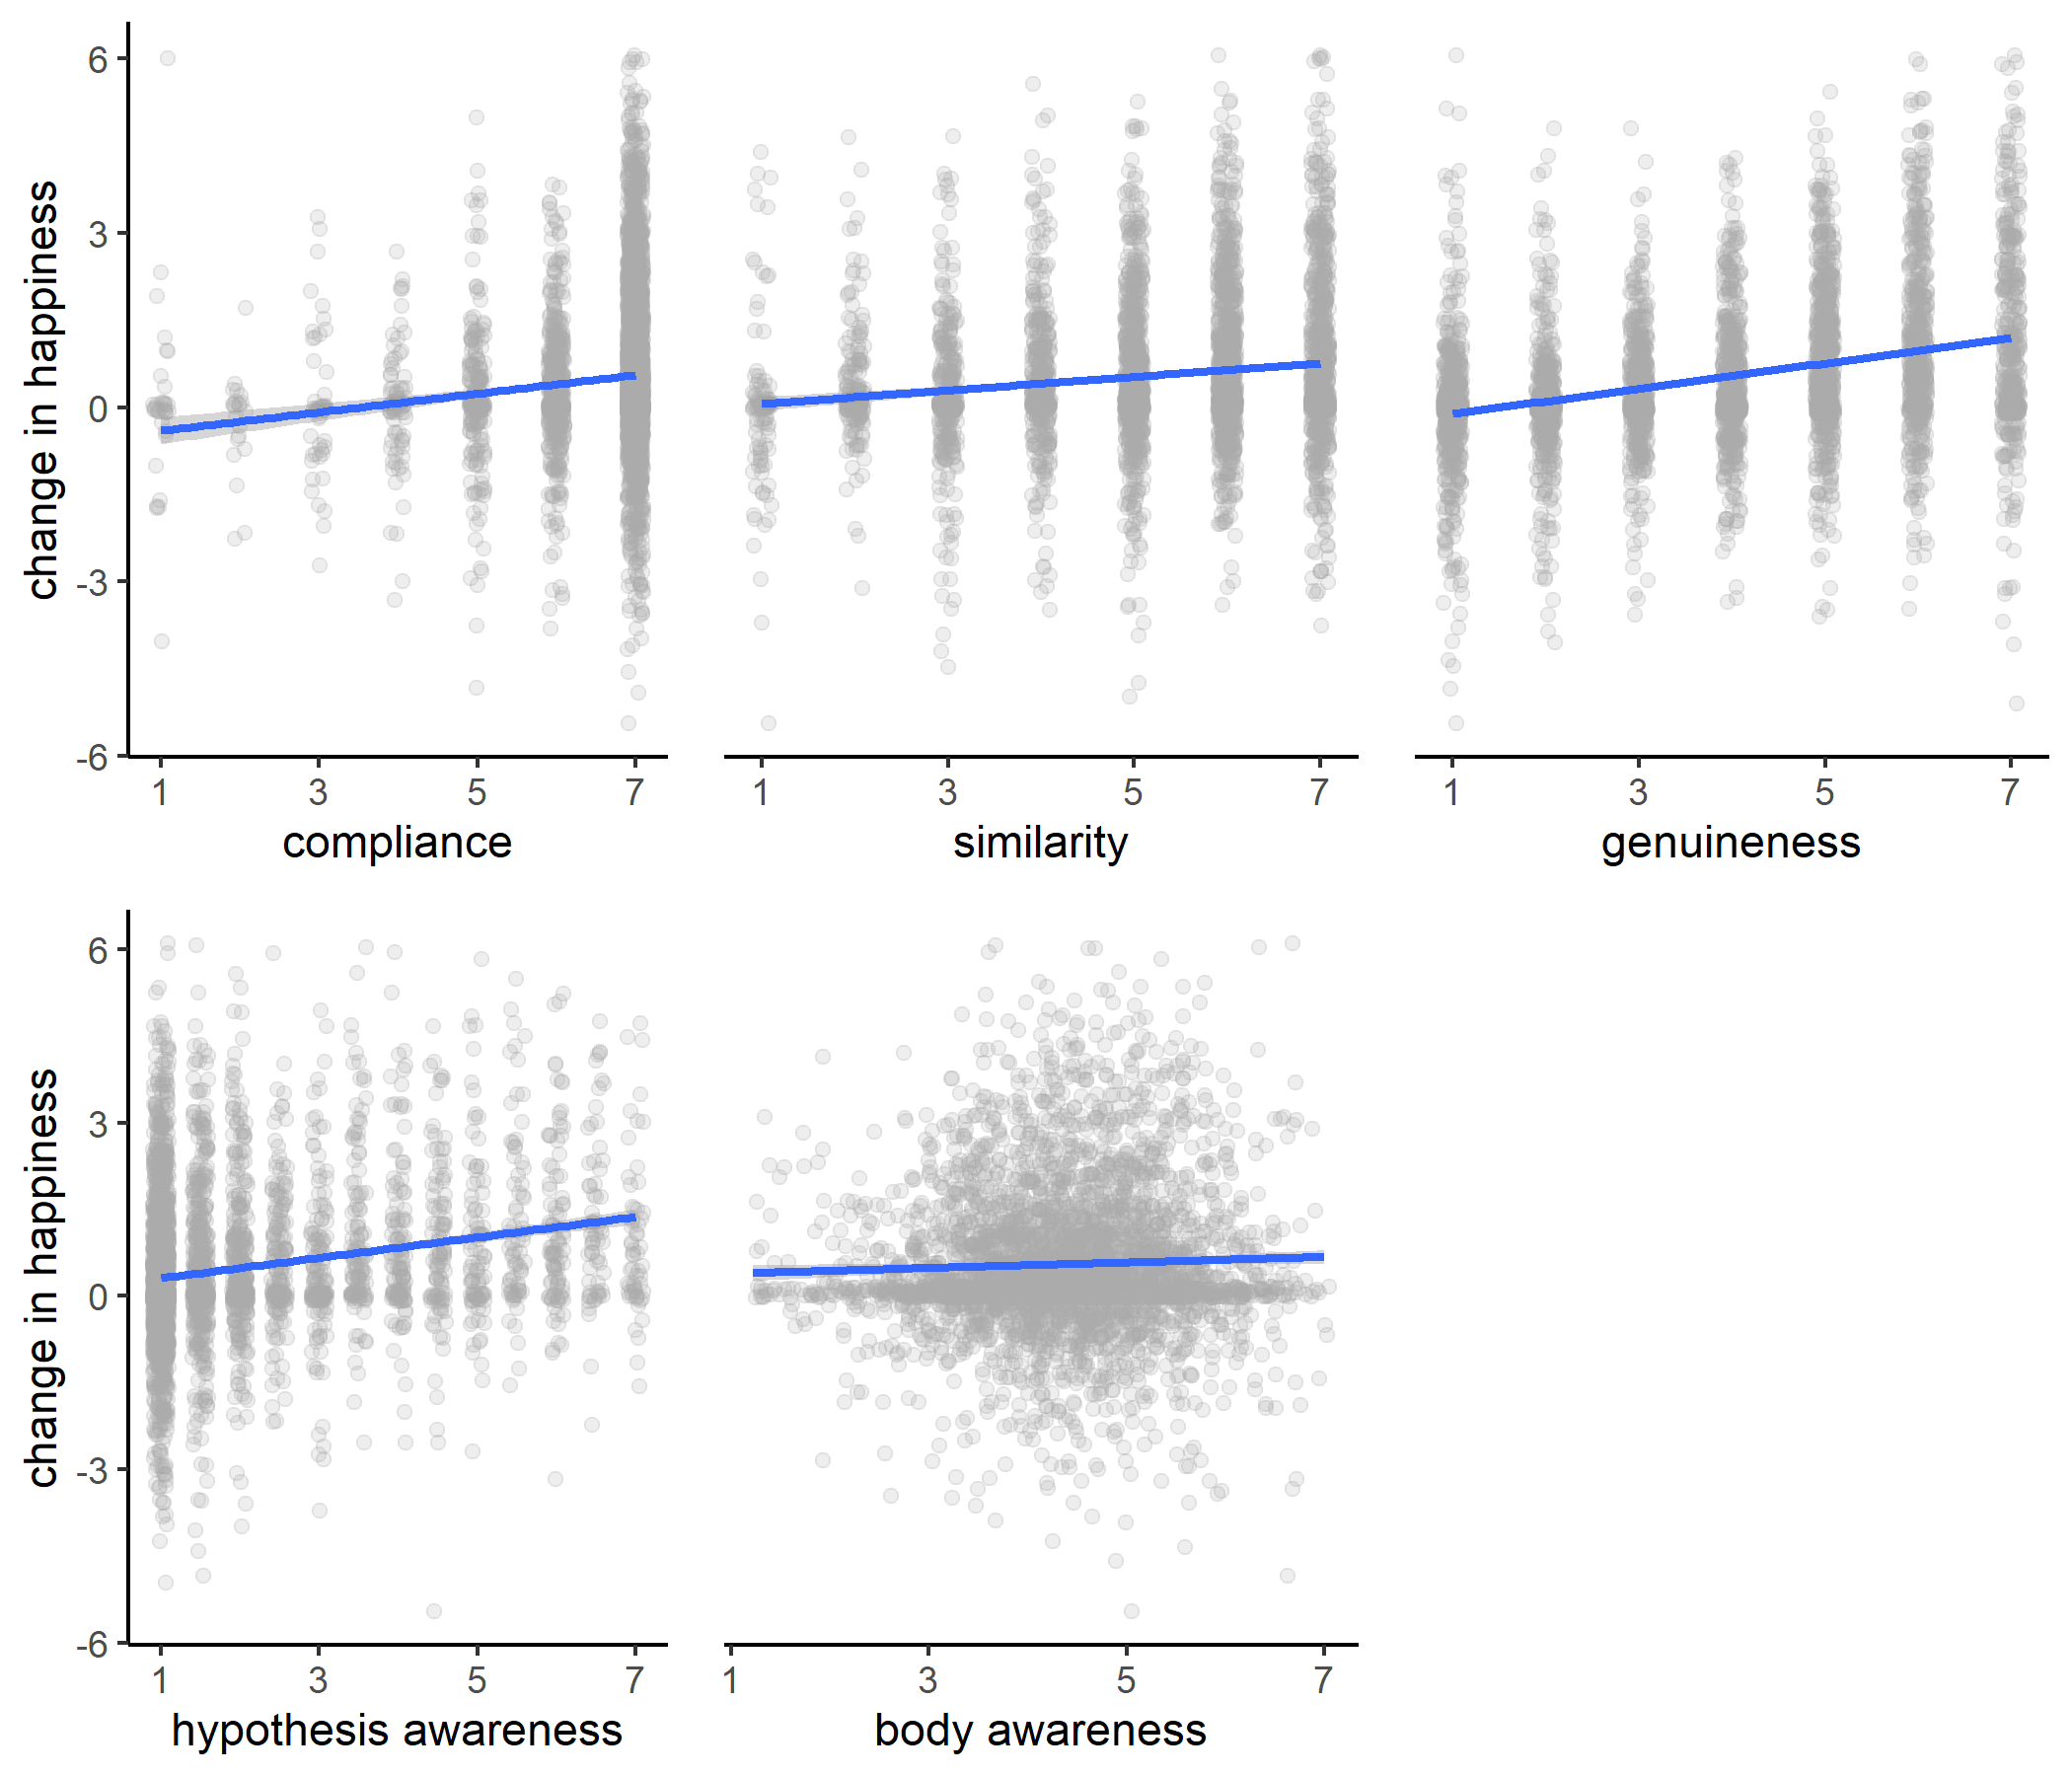 change in happiness
6
3
0
-3
-6
1 3 5 7
compliance
1 3 5 7
similarity
1 3 5 7
genuineness
change in happiness
6
3
0
-3
-6
1 3 5 7
hypothesis awareness
1 3 5 7
body awareness